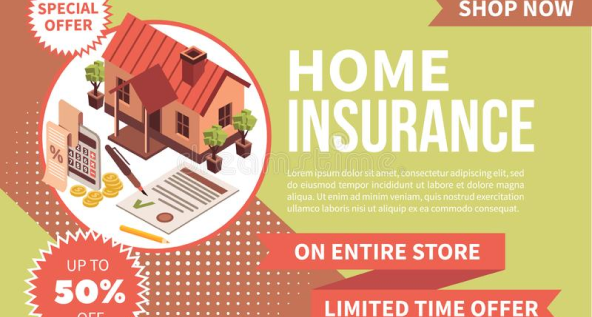 SPECIAL
OFFER
SHOP NOW
HOME
INSURANCE
Lorem ipsum dolor sit amet, consectetur adipiscing elit, sed
do eiusmod tempor incididunt ut labore et dolore magna
aliqua. Ut enim ad minim veniam, quis nostrud
exercitation ullamco laboris nisi ut aliquip ex ea
commodo consequat.
%
ON ENTIRE STORE
UP TO
50%
OFF
LIMITED TIME OFFER